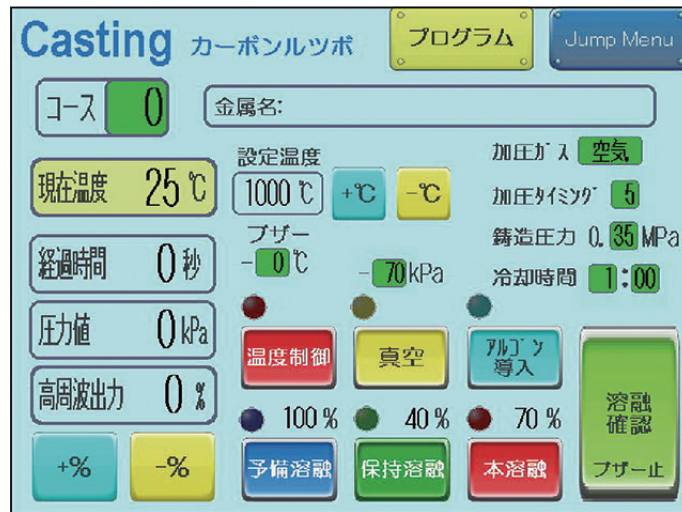 Casting カーボンルツボ
プログラム
Jump Menu
コース 0
金属名:
現在温度 25 ℃
設定温度
1000 ℃
+℃
-℃
加圧ガス 空気
加圧タイミング 5
鋳造圧力 0. 35 MPa
冷却時間 1:00
ブザー
- 0 ℃
- 70 kPa
経過時間 0 秒
圧力値 0 kPa
高周波出力 0 %
+%
-%
温度制御
真空
アルゴン
導入
100 %
40 %
70 %
予備溶融
保持溶融
本溶融
溶融
確認
ブザー止